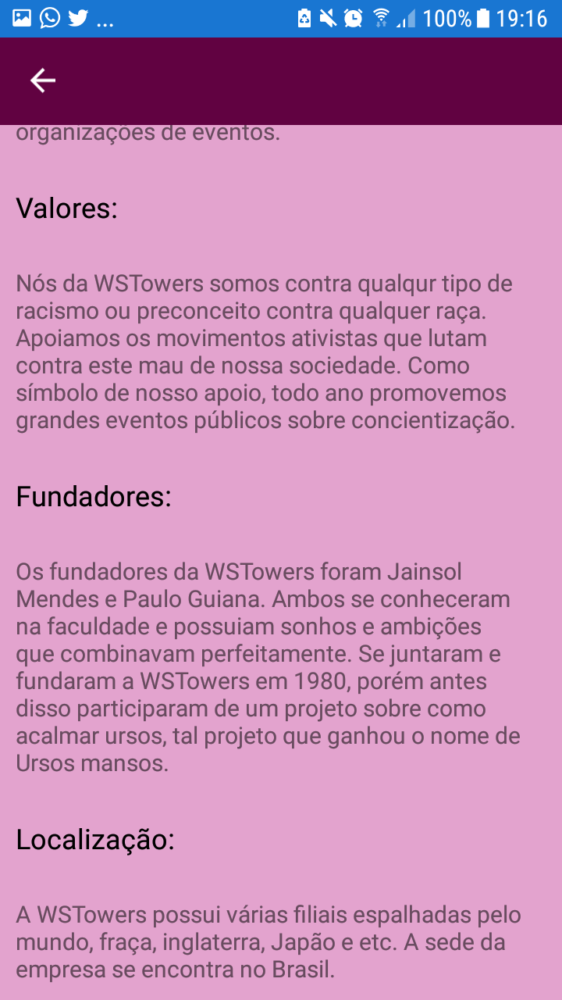 ... 100% 19:16
organizações de eventos.
Valores:
Nós da WSTowers somos contra qualqur tipo de
racismo ou preconceito contra qualquer raça.
Apoiamos os movimentos ativistas que lutam
contra este mau de nossa sociedade. Como
símbolo de nosso apoio, todo ano promovemos
grandes eventos públicos sobre concientização.
Fundadores:
Os fundadores da WSTowers foram Jainsol
Mendes e Paulo Guiana. Ambos se conheceram
na faculdade e possuiam sonhos e ambições
que combinavam perfeitamente. Se juntaram e
fundaram a WSTowers em 1980, porém antes
disso participaram de um projeto sobre como
acalmar ursos, tal projeto que ganhou o nome de
Ursos mansos.
Localização:
A WSTowers possui várias filiais espalhadas pelo
mundo, fraça, inglaterra, Japão e etc. A sede da
empresa se encontra no Brasil.